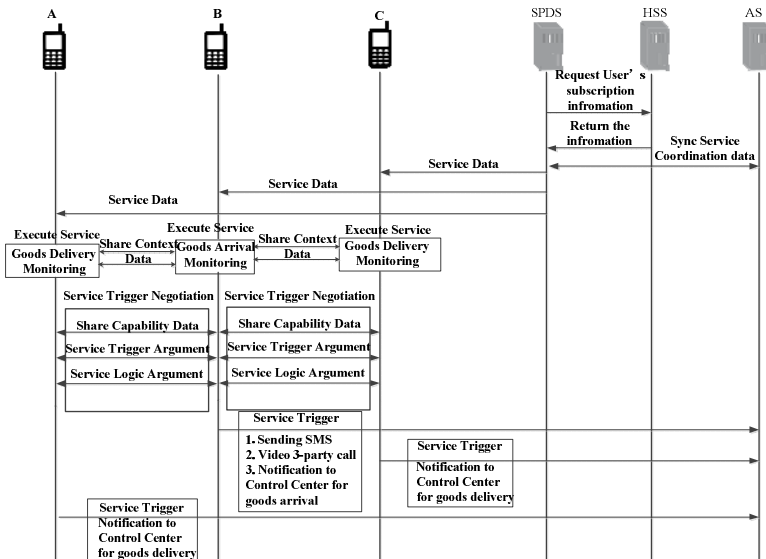 A
B
C
SPDS
HSS
AS
Request User's
subscription
infromation
Return the
infromation
Sync Service
Coordination data
Service Data
Service Data
Service Data
Execute Service
Goods Delivery
Monitoring
Share Context
Data
Execute Service
Goods Arrival
Monitoring
Share Context
Data
Execute Service
Goods Delivery
Monitoring
Service Trigger Negotiation
Share Capability Data
Service Trigger Argument
Service Logic Argument
Service Trigger Negotiation
Share Capability Data
Service Trigger Argument
Service Logic Argument
Service Trigger
1. Sending SMS
2. Video 3-party call
3. Notification to
Control Center for
goods arrival
Service Trigger
Notification to
Control Center
for goods delivery
Service Trigger
Notification to
Control Center
for goods delivery